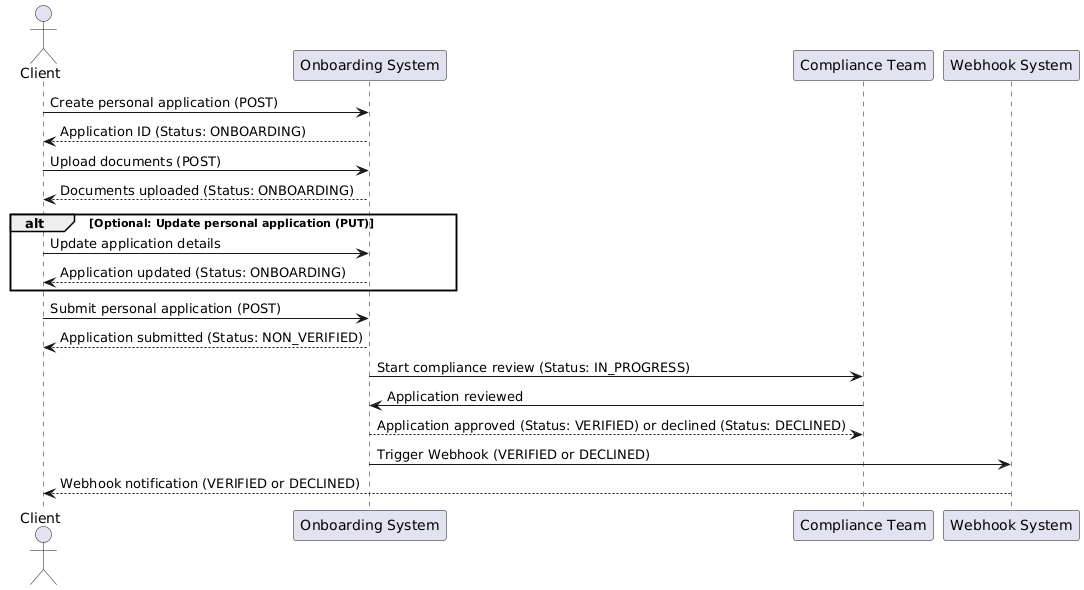 Client
Onboarding System
Compliance Team
Webhook System
Create personal application (POST)
Application ID (Status: ONBOARDING)
Upload documents (POST)
Documents uploaded (Status: ONBOARDING)
alt
[Optional: Update personal application (PUT)]
Update application details
Application updated (Status: ONBOARDING)
Submit personal application (POST)
Application submitted (Status: NON_VERIFIED)
Start compliance review (Status: IN_PROGRESS)
Application reviewed
Application approved (Status: VERIFIED) or declined (Status: DECLINED)
Trigger Webhook (VERIFIED or DECLINED)
Webhook notification (VERIFIED or DECLINED)
Client
Onboarding System
Compliance Team
Webhook System